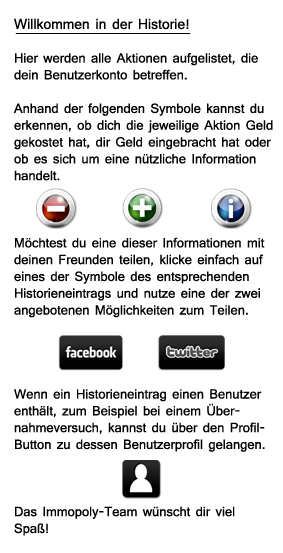 Willkommen in der Historie!
Hier werden alle Aktionen aufgelistet, die
dein Benutzerkonto betreffen.
Anhand der folgenden Symbole kannst du
erkennen, ob dich die jeweilige Aktion Geld
gekostet hat, dir Geld eingebracht hat oder
ob es sich um eine nützliche Information
handelt.
Möchtest du eine dieser Informationen mit
deinen Freunden teilen, klicke einfach auf
eines der Symbole des entsprechenden
Historieneintrags und nutze eine der zwei
angebotenen Möglichkeiten zum Teilen.
facebook twitter
Wenn ein Historieneintrag einen Benutzer
enthält, zum Beispiel bei einem Über-
nahmeversuch, kannst du über den Profil-
Button zu dessen Benutzerprofil gelangen.
Das Immopoly-Team wünscht dir viel
Spaß!